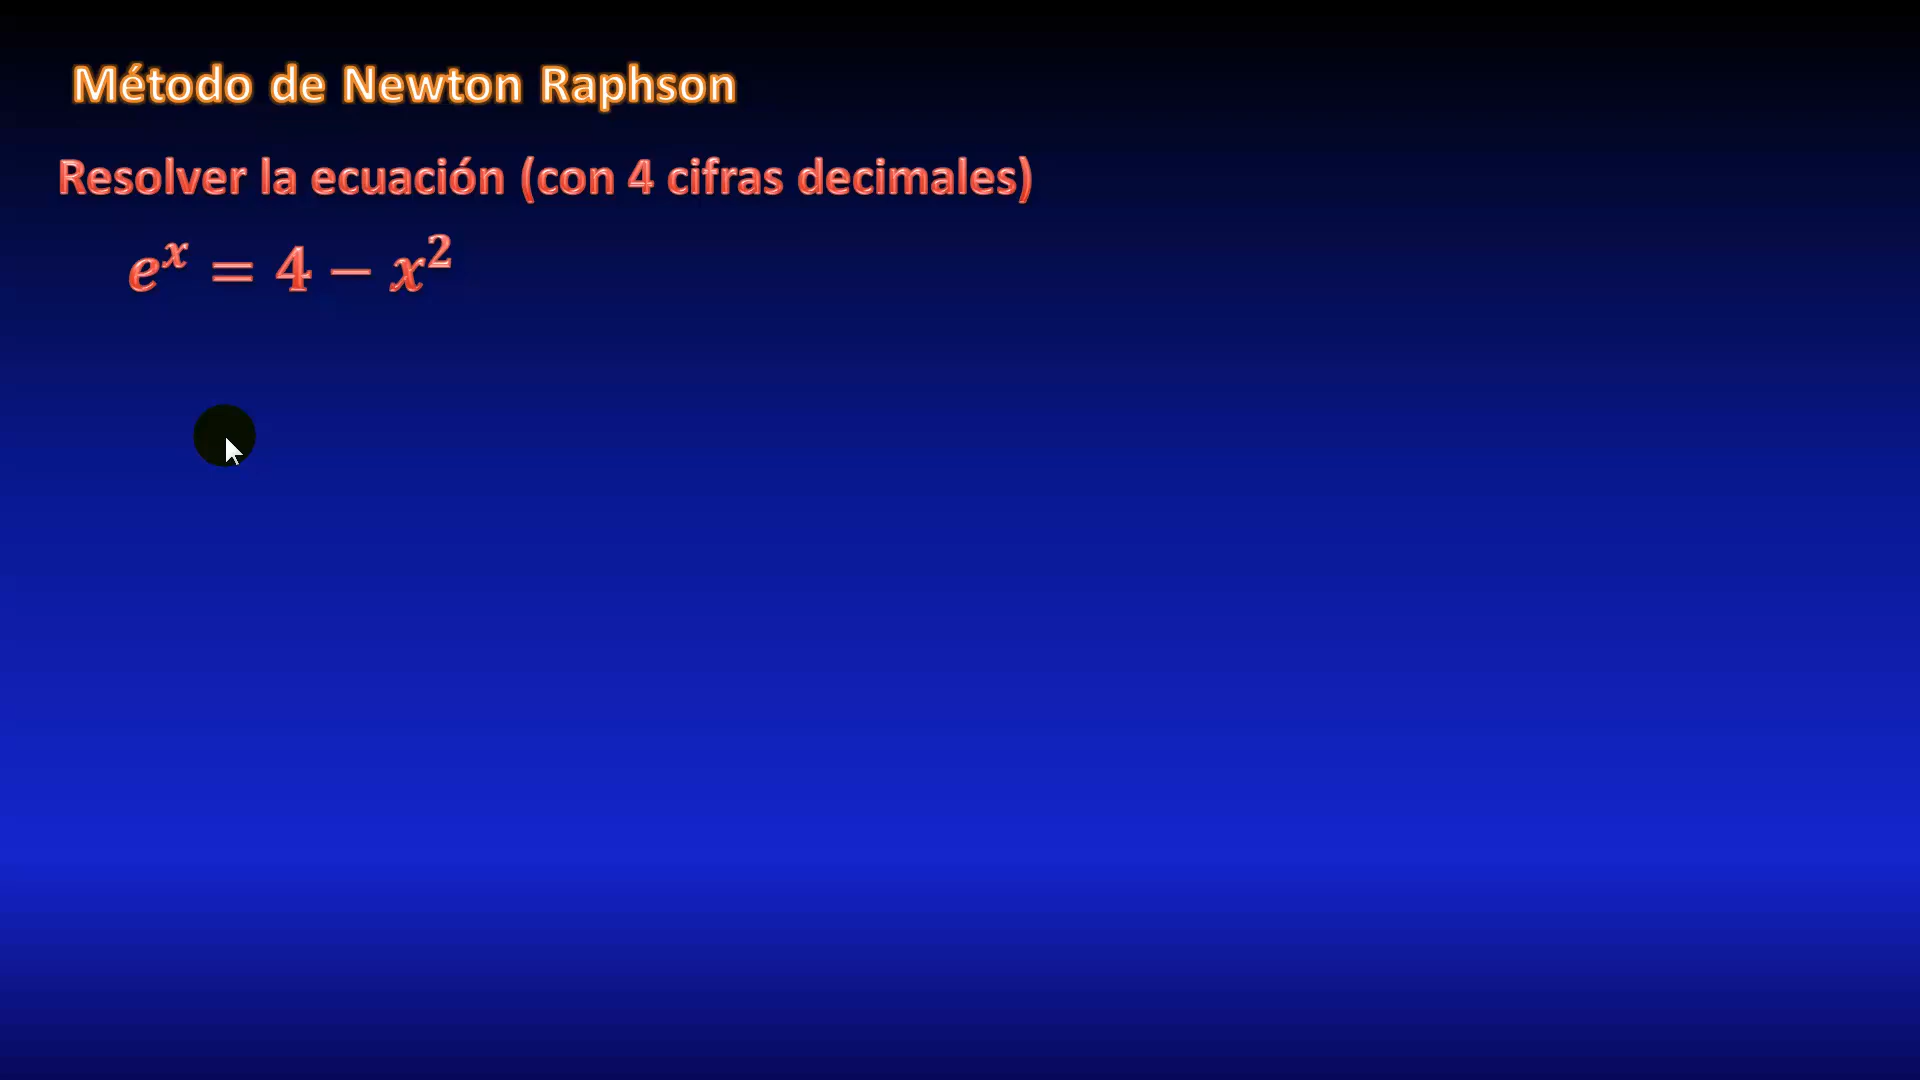 Método de Newton Raphson
Resolver la ecuación (con 4 cifras decimales)
e^x = 4 − x^2